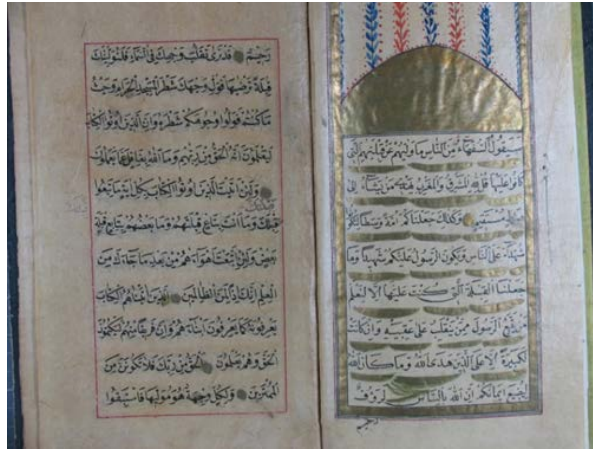 سيقول السفهاء من الناس ما وليهم عن قبلتهم التي
كانوا عليها قل لله المشرق والمغرب يهدي من يشاء الى
صراط مستقيم وكذلك جعلناكم امة وسطا لتكونوا
شهداء على الناس ويكون الرسول عليكم شهيدا وما
جعلنا القبلة التي كنت عليها الا لنعلم
من يتبع الرسول ممن ينقلب على عقبيه وان كانت
لكبيرة الا على الذين هدى الله وما كان الله
ليضيع ايمانكم ان الله بالناس لرؤف
رحيم
رحيم قد نرى تقلب وجهك في السماء فلنولينك
قبلة ترضيها فول وجهك شطر المسجد الحرام وحيث
ما كنتم فولوا وجوهكم شطره وان الذين اوتوا الكتاب
ليعلمون انه الحق من ربهم وما الله بغافل عما يعملون
ولئن اتيت الذين اوتوا الكتاب بكل اية ما تبعوا
قبلتك وما انت بتابع قبلتهم وما بعضهم بتابع قبلة
بعض ولئن اتبعت اهواءهم من بعد ما جاءك من
العلم انك اذا لمن الظالمين الذين اتيناهم الكتاب
يعرفونه كما يعرفون ابناءهم وان فريقا منهم ليكتمون
الحق وهم يعلمون الحق من ربك فلا تكونن من
الممترين ولكل وجهة هو موليها فاستبقوا